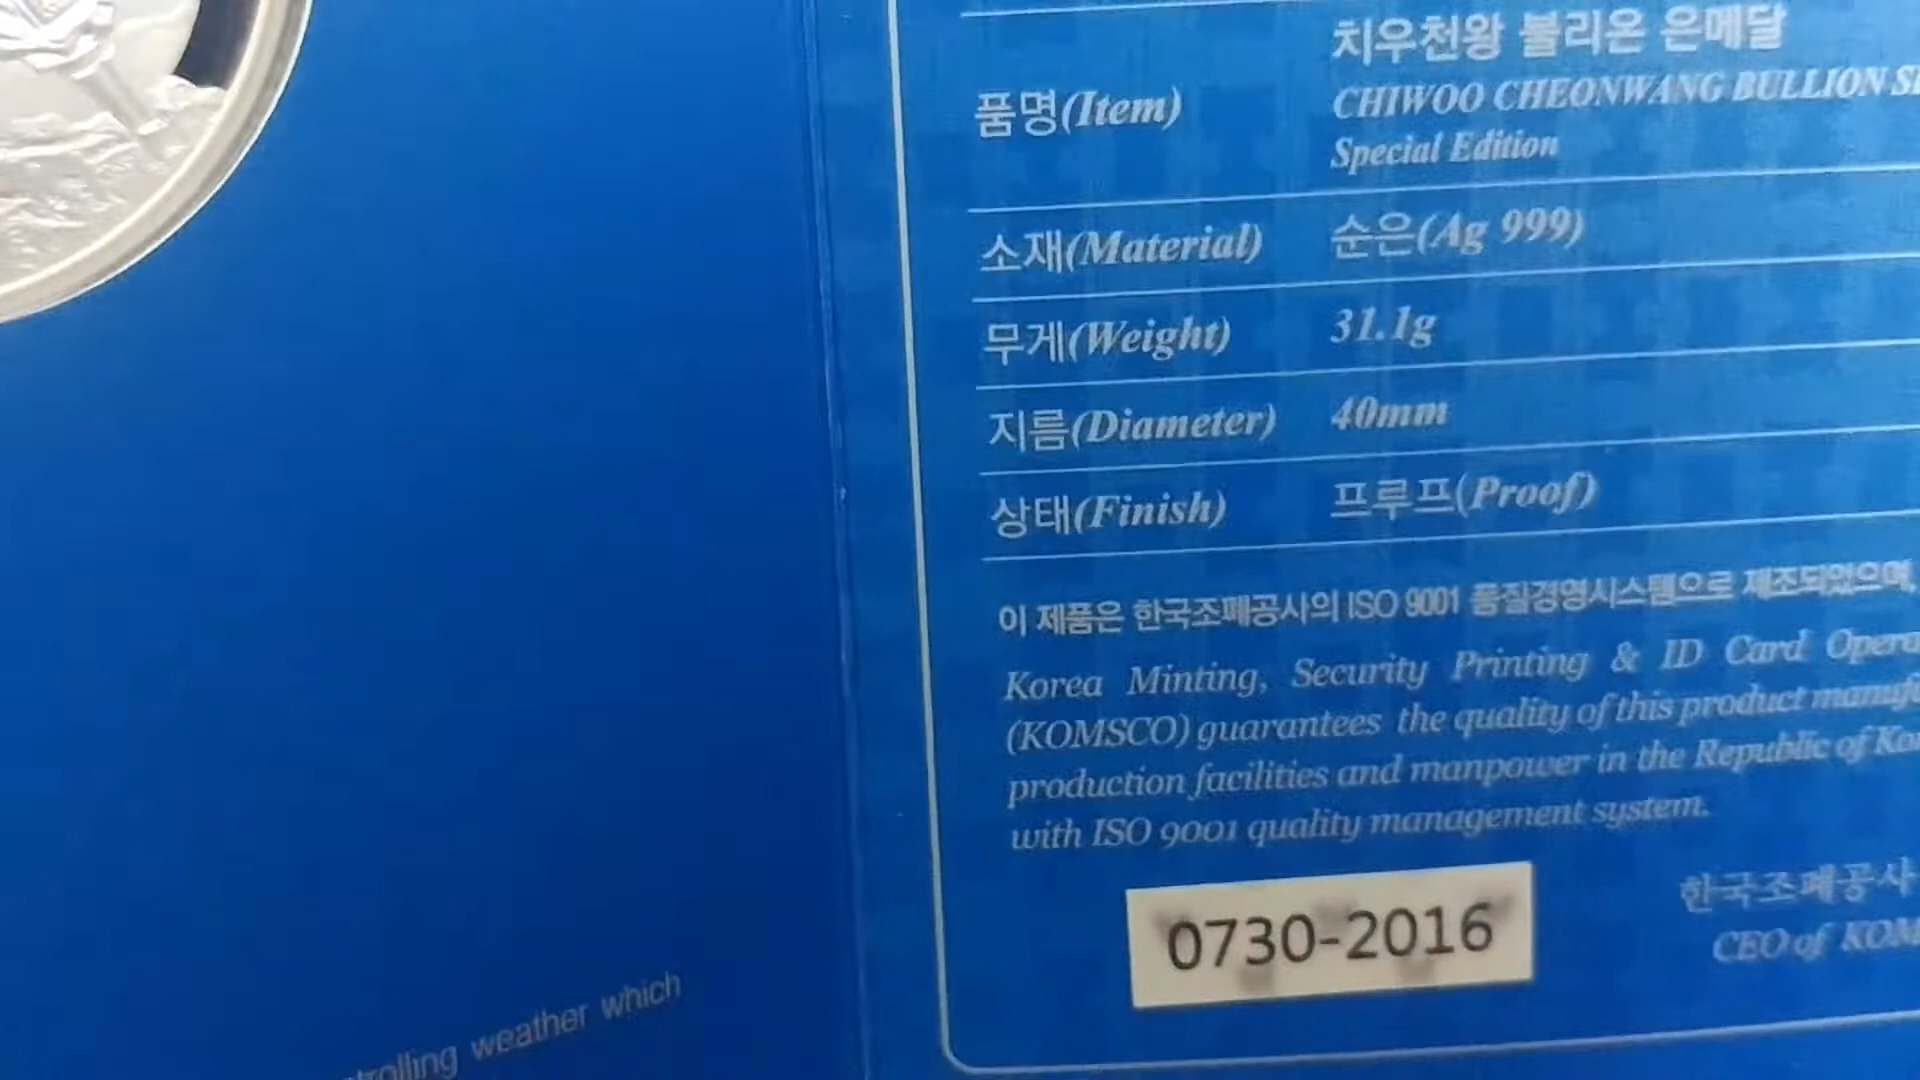 치우천왕 불리온 은메달
품명(Item) CHIWOO CHEONWANG BULLION
Special Edition
소재(Material) 순은(Ag 999)
무게(Weight) 31.1g
지름(Diameter) 40mm
상태(Finish) 프루프(Proof)
이 제품은 한국조폐공사의 ISO 9001 품질경영시스템으로 제조되었으며,
Korea Minting, Security Printing & ID Card
(KOMSCO) guarantees the quality of this product
production facilities and manpower in the Republic of
with ISO 9001 quality management system.
0730-2016
한국조폐공사
CEO of
weather which